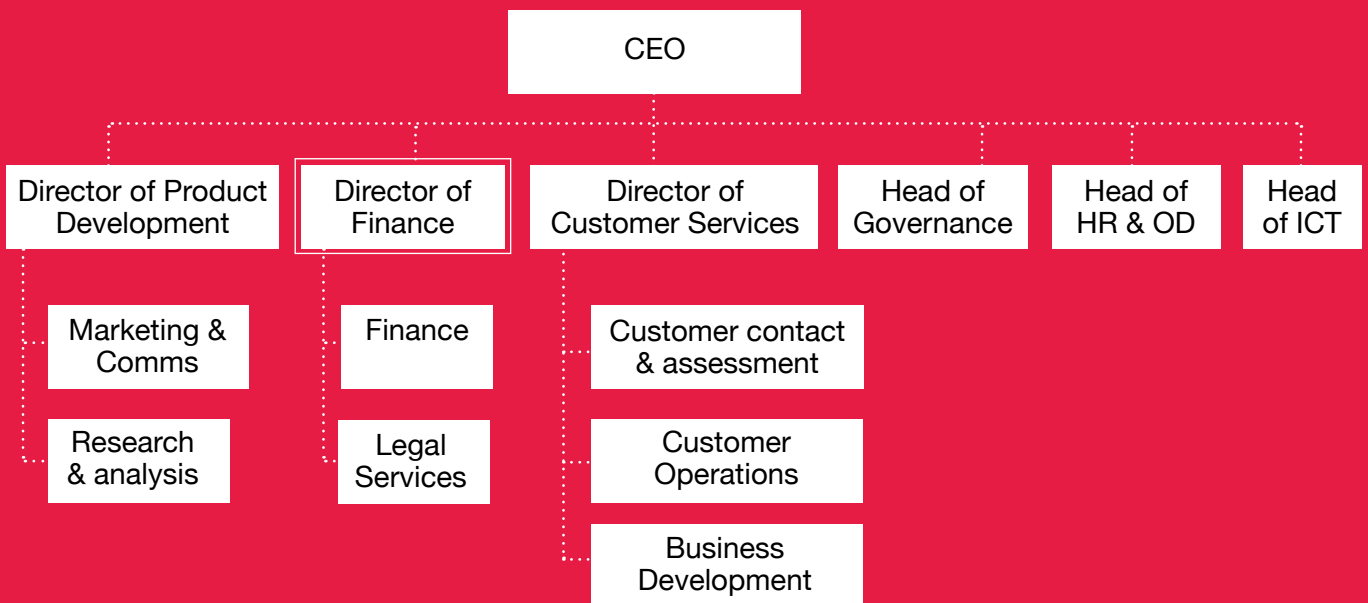 CEO
Director of Product
Development
Director of
Finance
Director of
Customer Services
Head of
Governance
Head of
HR & OD
Head
of ICT
Marketing &
Comms
Research
& analysis
Finance
Legal
Services
Customer contact
& assessment
Customer
Operations
Business
Development